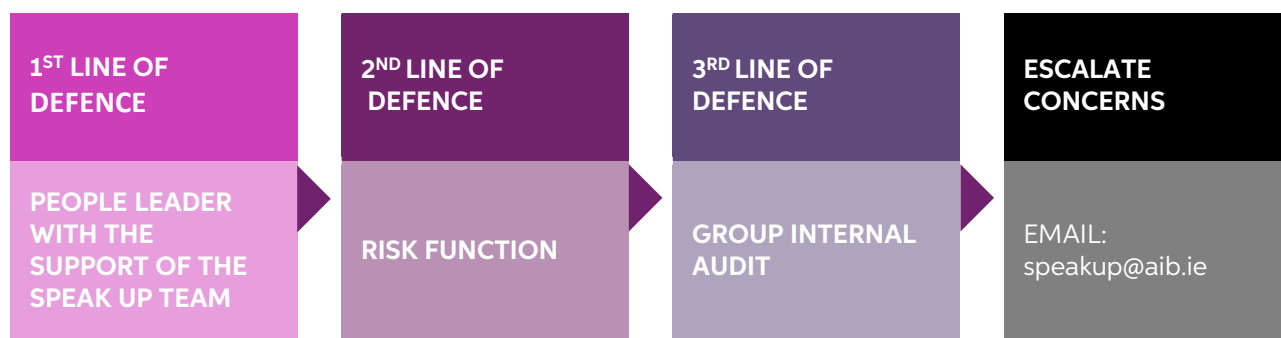 1ST LINE OF
DEFENCE
PEOPLE LEADER
WITH THE
SUPPORT OF THE
SPEAK UP TEAM
2ND LINE OF
DEFENCE
RISK FUNCTION
3RD LINE OF
DEFENCE
GROUP INTERNAL
AUDIT
ESCALATE
CONCERNS
EMAIL:
speakup@aib.ie